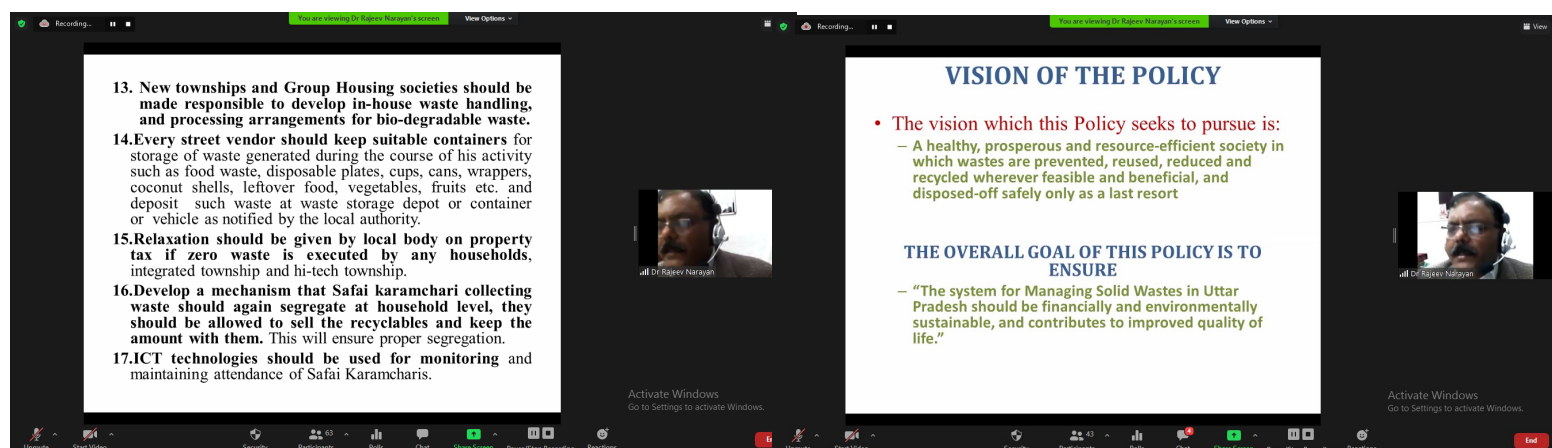 Recording...
You are viewing Dr Rajeev Narayan's screen
View Options
13. New townships and Group Housing societies should be
made responsible to develop in-house waste handling,
and processing arrangements for bio-degradable waste.
14.Every street vendor should keep suitable containers for
storage of waste generated during the course of his activity
such as food waste, disposable plates, cups, cans, wrappers,
coconut shells, leftover food, vegetables, fruits etc. and
deposit such waste at waste storage depot or container
or vehicle as notified by the local authority.
15.Relaxation should be given by local body on property
tax if zero waste is executed by any households,
integrated township and hi-tech township.
16.Develop a mechanism that Safai karamchari collecting
waste should again segregate at household level, they
should be allowed to sell the recyclables and keep the
amount with them. This will ensure proper segregation.
17.ICT technologies should be used for monitoring and
maintaining attendance of Safai Karamcharis.
Dr Rajeev Narayan
Activate Windows
Go to Settings to activate Windows.
63
Recording...
You are viewing Dr Rajeev Narayan's screen
View Options
View
VISION OF THE POLICY
• The vision which this Policy seeks to pursue is:
– A healthy, prosperous and resource-efficient society in
which wastes are prevented, reused, reduced and
recycled wherever feasible and beneficial, and
disposed-off safely only as a last resort
THE OVERALL GOAL OF THIS POLICY IS TO
ENSURE
– “The system for Managing Solid Wastes in Uttar
Pradesh should be financially and environmentally
sustainable, and contributes to improved quality of
life.”
Dr Rajeev Narayan
Activate Windows
Go to Settings to activate Windows.
43
4
End